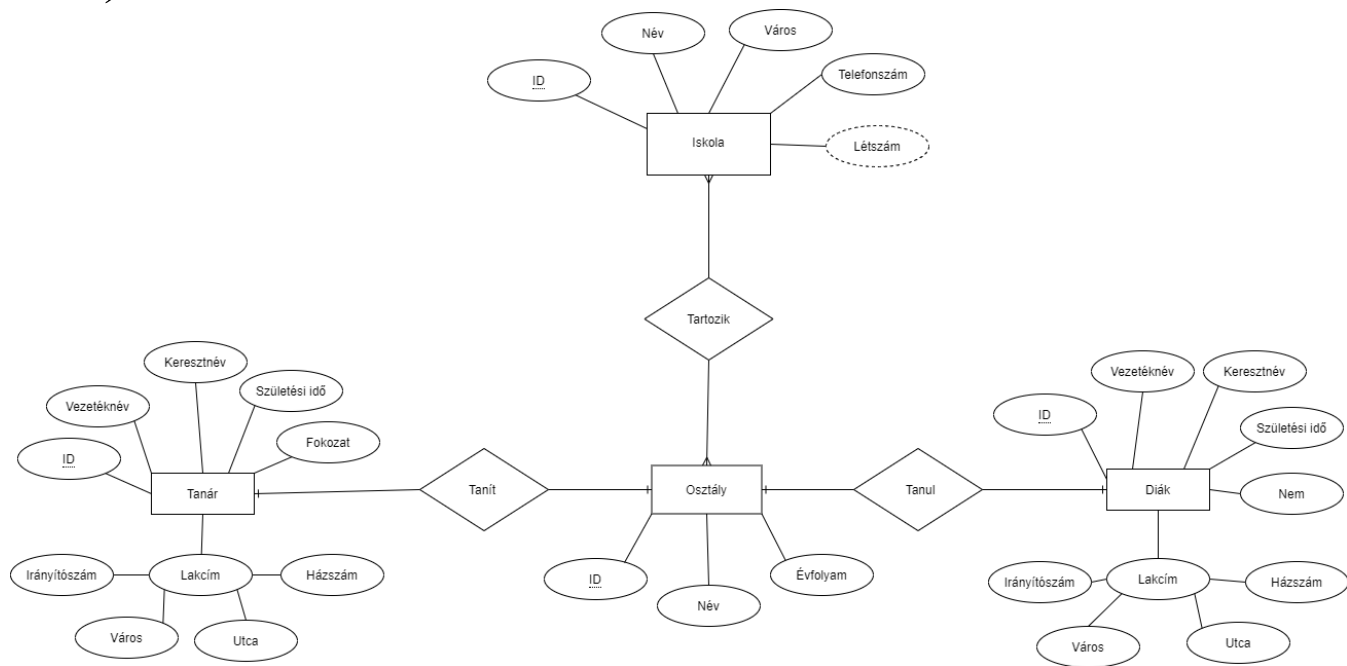 Név
Város
ID
Telefonszám
Iskola
Létszám
Tartozik
Keresztnév
Vezetéknév
Születési idő
Fokozat
ID
Tanár
Lakcím
Irányítószám
Házszám
Város
Utca
Tanít
Osztály
ID
Név
Évfolyam
Tanul
Vezetéknév
Keresztnév
ID
Születési idő
Diák
Nem
Lakcím
Irányítószám
Házszám
Város
Utca